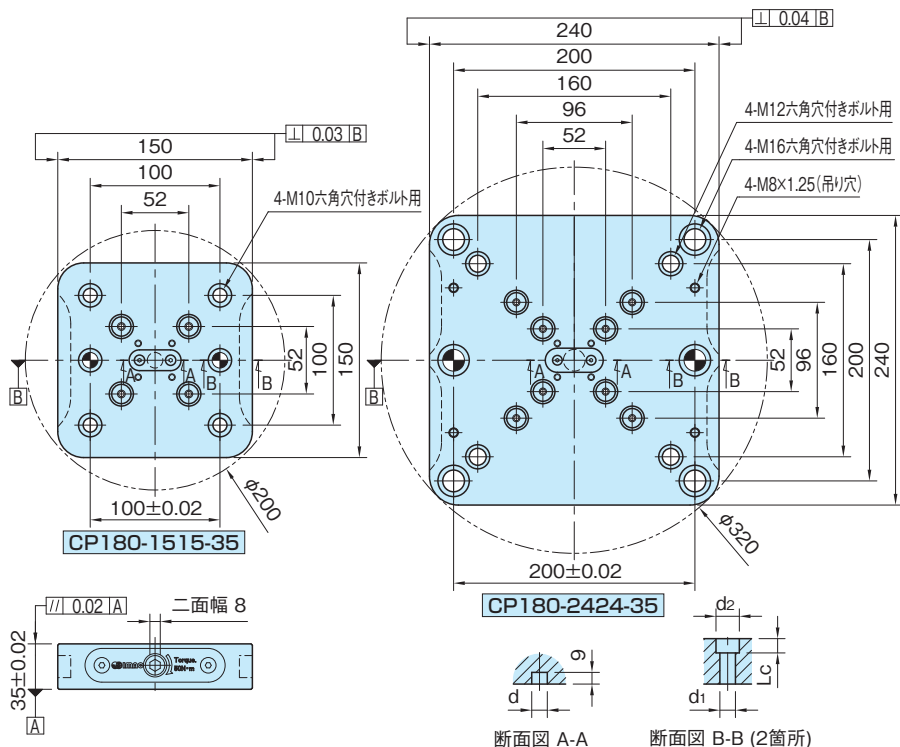 ⊥ 0.04 B
240
200
160
96
52
4-M12六角穴付きボルト用
4-M16六角穴付きボルト用
4-M8×1.25(吊り穴)
⊥ 0.03 B
150
100
52
4-M10六角穴付きボルト用
A
A
B
B
B
52
100
150
φ200
100±0.02
CP180-1515-35
A
A
B
B
B
52
96
160
200
240
φ320
200±0.02
CP180-2424-35
// 0.02 A
二面幅 8
35±0.02
imao
Torque.
50N-m
A
9
d
断面図 A-A
d2
Lc
d1
断面図 B-B (2箇所)